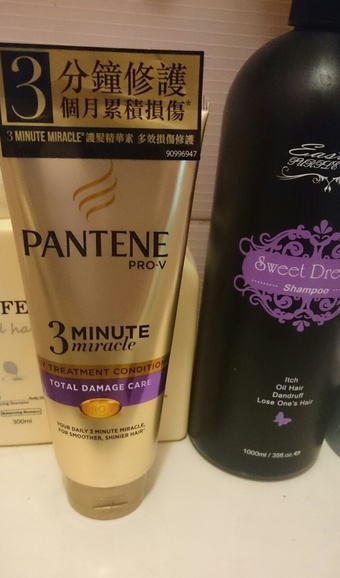 3 分鐘修護
個月累積損傷*
3 MINUTE MIRACLE* 護髮精華素 多效損傷修護
90996947
PANTENE
PRO-V
3 MINUTE
miracle
TREATMENT CONDITION
TOTAL DAMAGE CARE
YOUR DAILY 3 MINUTE MIRACLE,
FOR SMOOTHER, SHINIER HAIR*
FE
300ml
Sweet Dre
Shampoo
Itch
Oil Hair
Dandruff
Lose One's Hair
1000ml / 35fl.oz.e